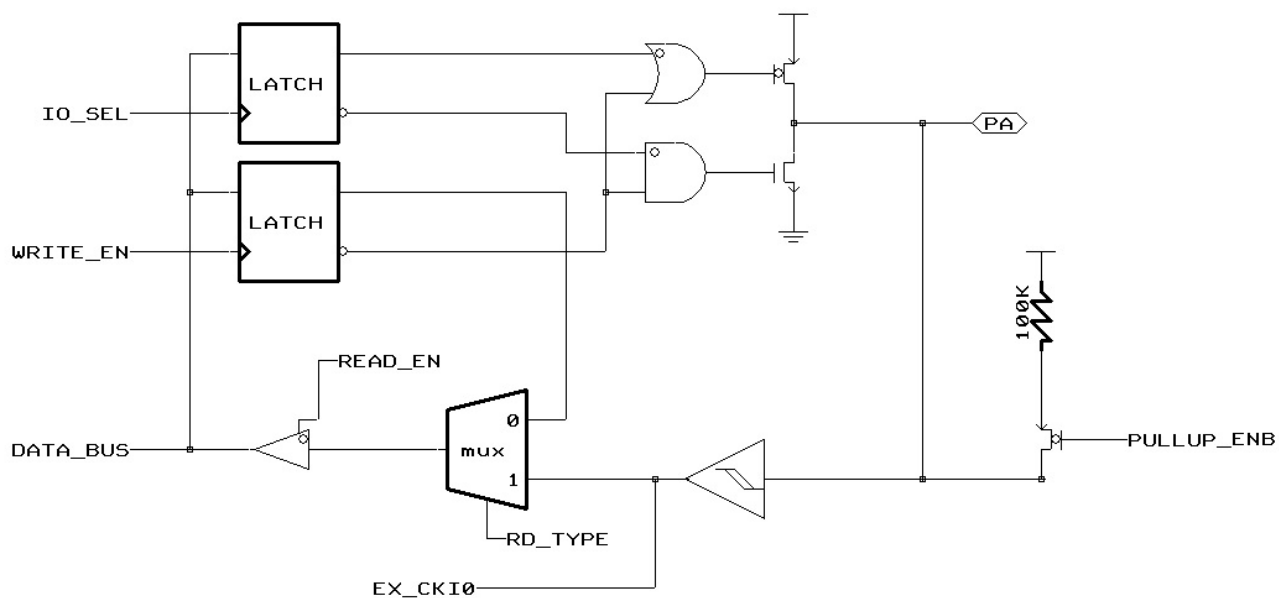 LATCH
IO_SEL
PA
LATCH
WRITE_EN
100K
READ_EN
0
DATA_BUS
mux
PULLUP_ENB
1
RD_TYPE
EX_CKI0